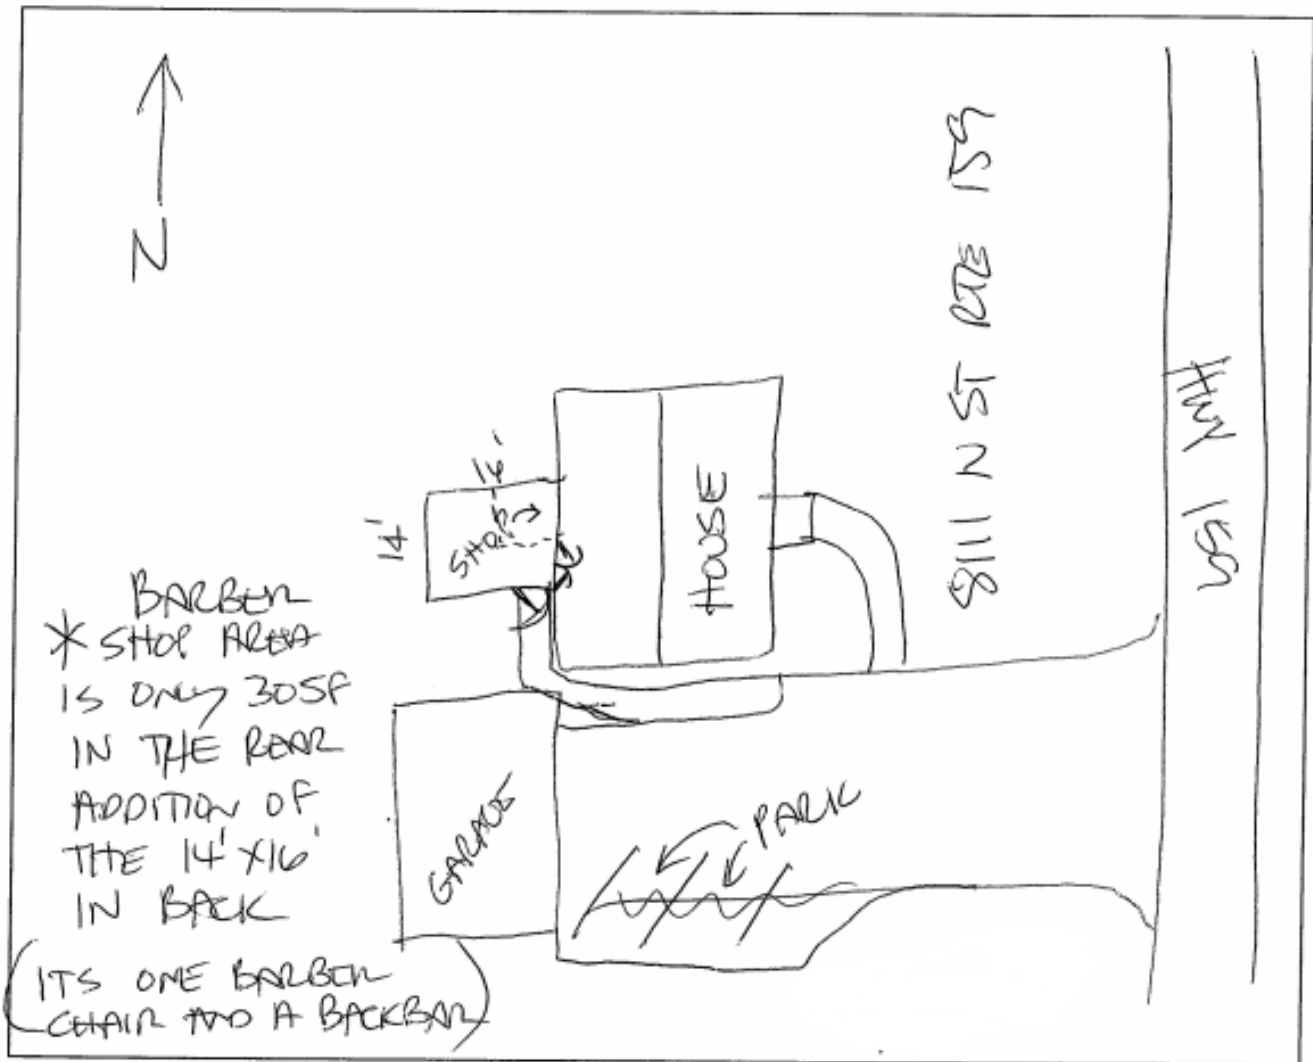 N
8111 N ST RTE 159
HWY 159
16'
14'
SHOP
HOUSE
BARBER
* SHOP AREA
IS ONLY 30SF
IN THE REAR
ADDITION OF
THE 14' X16'
IN BACK
(ITS ONE BARBER
CHAIR AND A BACKBAR)
GARAGE
PARK